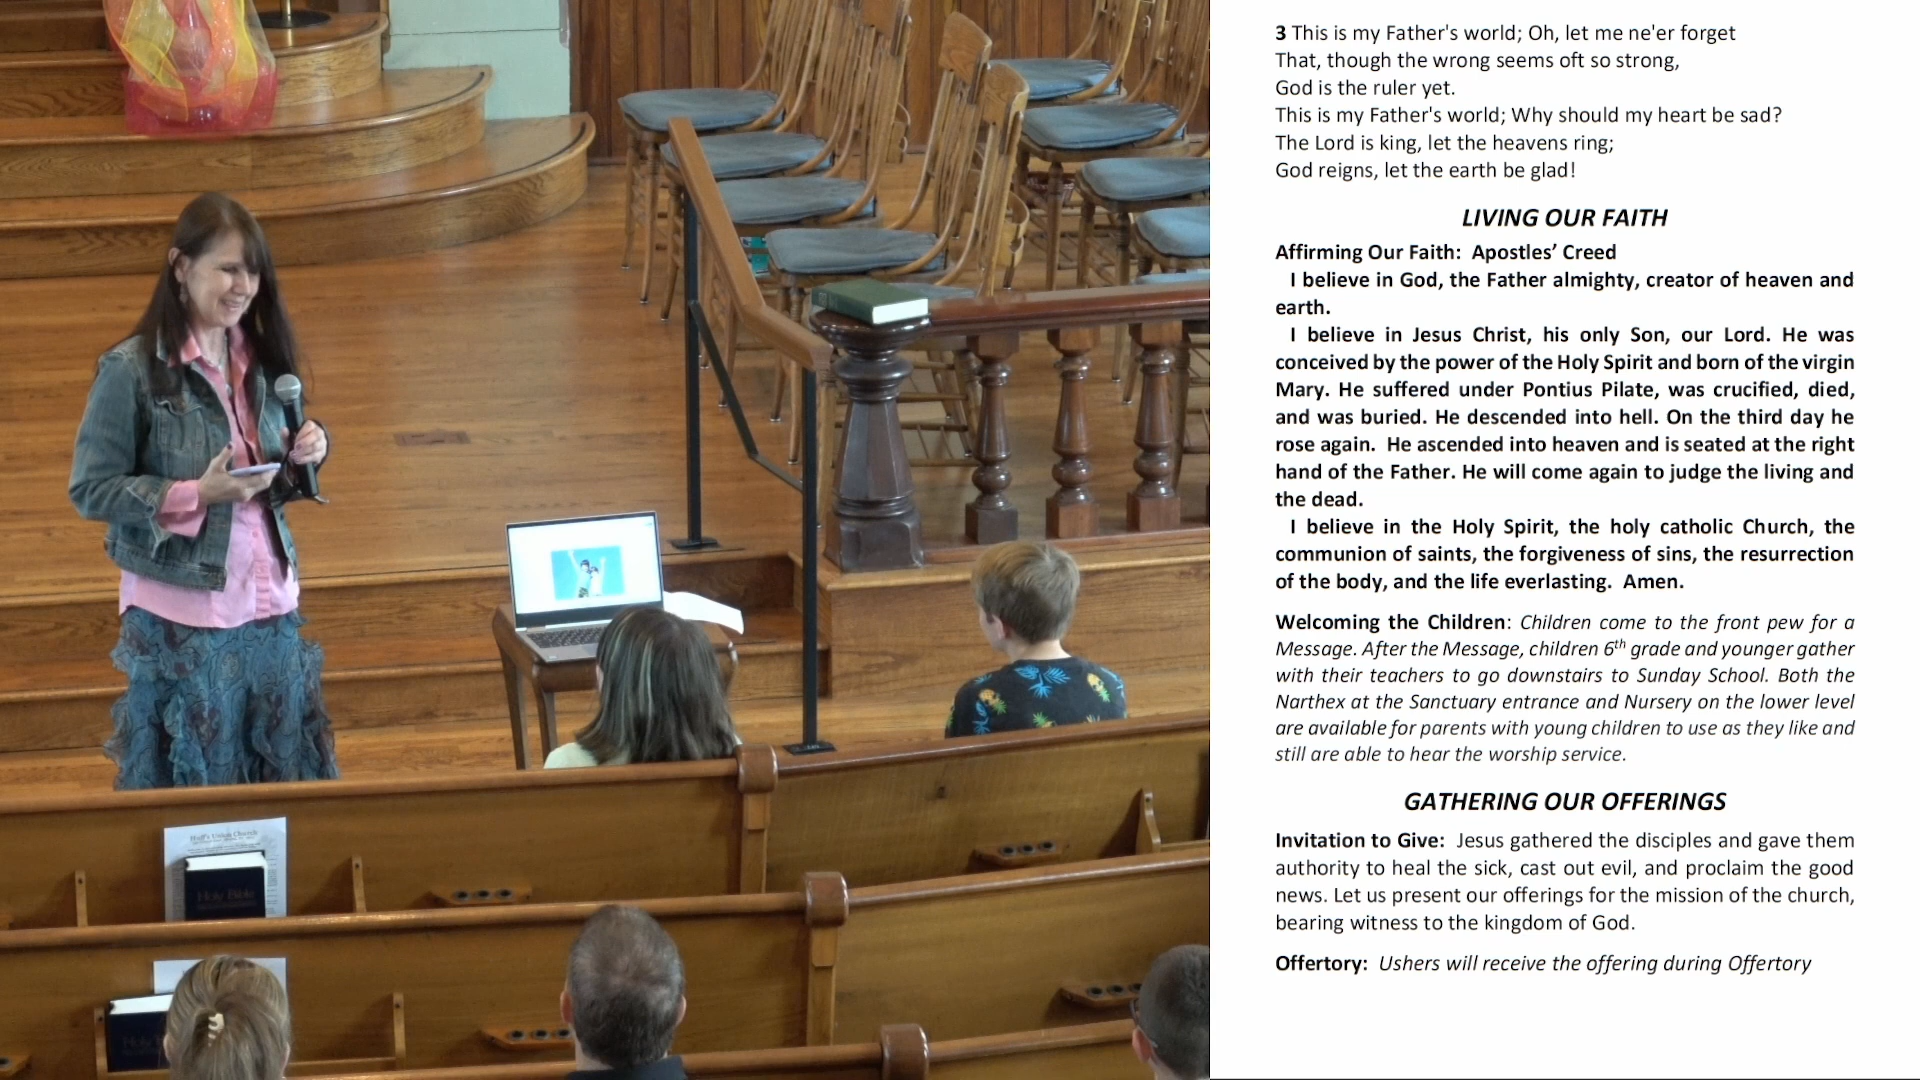 3 This is my Father's world; Oh, let me ne'er forget
That, though the wrong seems oft so strong,
God is the ruler yet.
This is my Father's world; Why should my heart be sad?
The Lord is king, let the heavens ring;
God reigns, let the earth be glad!
LIVING OUR FAITH
Affirming Our Faith:  Apostles’ Creed
I believe in God, the Father almighty, creator of heaven and
earth.
I believe in Jesus Christ, his only Son, our Lord. He was
conceived by the power of the Holy Spirit and born of the virgin
Mary. He suffered under Pontius Pilate, was crucified, died,
and was buried. He descended into hell. On the third day he
rose again.  He ascended into heaven and is seated at the right
hand of the Father. He will come again to judge the living and
the dead.
I believe in the Holy Spirit, the holy catholic Church, the
communion of saints, the forgiveness of sins, the resurrection
of the body, and the life everlasting.  Amen.
Welcoming the Children: Children come to the front pew for a
Message. After the Message, children 6th grade and younger gather
with their teachers to go downstairs to Sunday School. Both the
Narthex at the Sanctuary entrance and Nursery on the lower level
are available for parents with young children to use as they like and
still are able to hear the worship service.
GATHERING OUR OFFERINGS
Invitation to Give:  Jesus gathered the disciples and gave them
authority to heal the sick, cast out evil, and proclaim the good
news. Let us present our offerings for the mission of the church,
bearing witness to the kingdom of God.
Offertory:  Ushers will receive the offering during Offertory
Huff's Union Church
Holy Bible